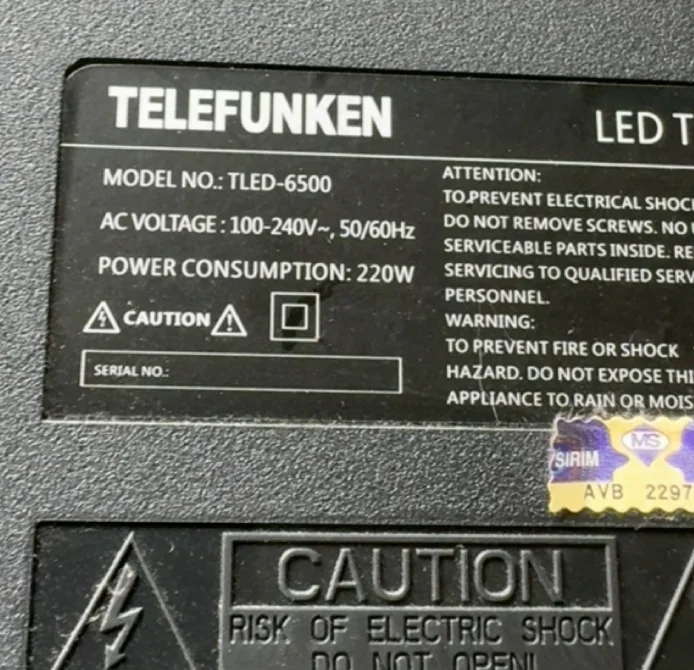 TELEFUNKEN
LED T
MODEL NO.: TLED-6500
AC VOLTAGE : 100-240V~, 50/60Hz
POWER CONSUMPTION: 220W
CAUTION
SERIAL NO.:
ATTENTION:
TO.PREVENT ELECTRICAL SHOCK
DO NOT REMOVE SCREWS. NO
SERVICEABLE PARTS INSIDE. RE
SERVICING TO QUALIFIED SERV
PERSONNEL.
WARNING:
TO PREVENT FIRE OR SHOCK
HAZARD. DO NOT EXPOSE THI
APPLIANCE TO RAIN OR MOIS
MS
SIRIM
AVB 2297
CAUTION
RISK OF ELECTRIC SHOCK
DO NOT OPEN!